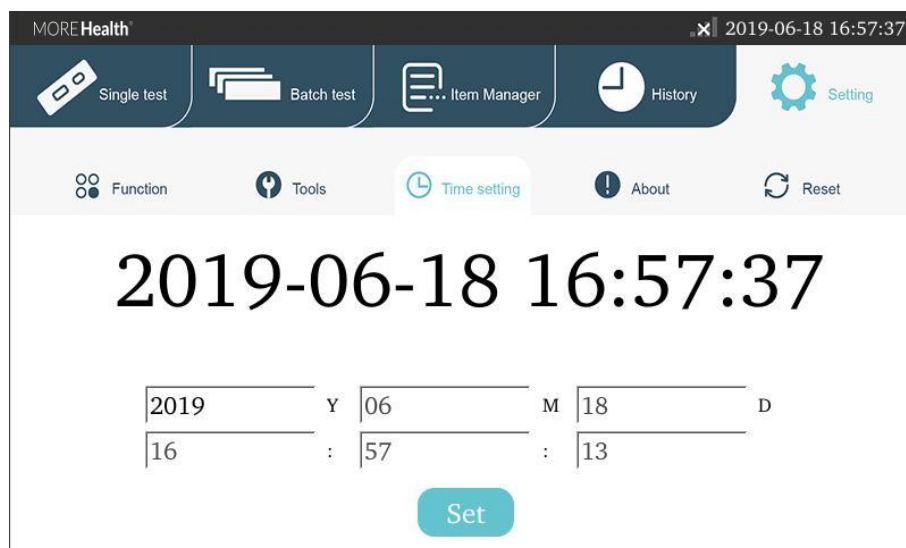 MOREHealth® 2019-06-18 16:57:37
Single test Batch test Item Manager History Setting
Function Tools Time setting About Reset
2019-06-18 16:57:37
2019 Y 06 M 18 D
16 : 57 : 13
Set